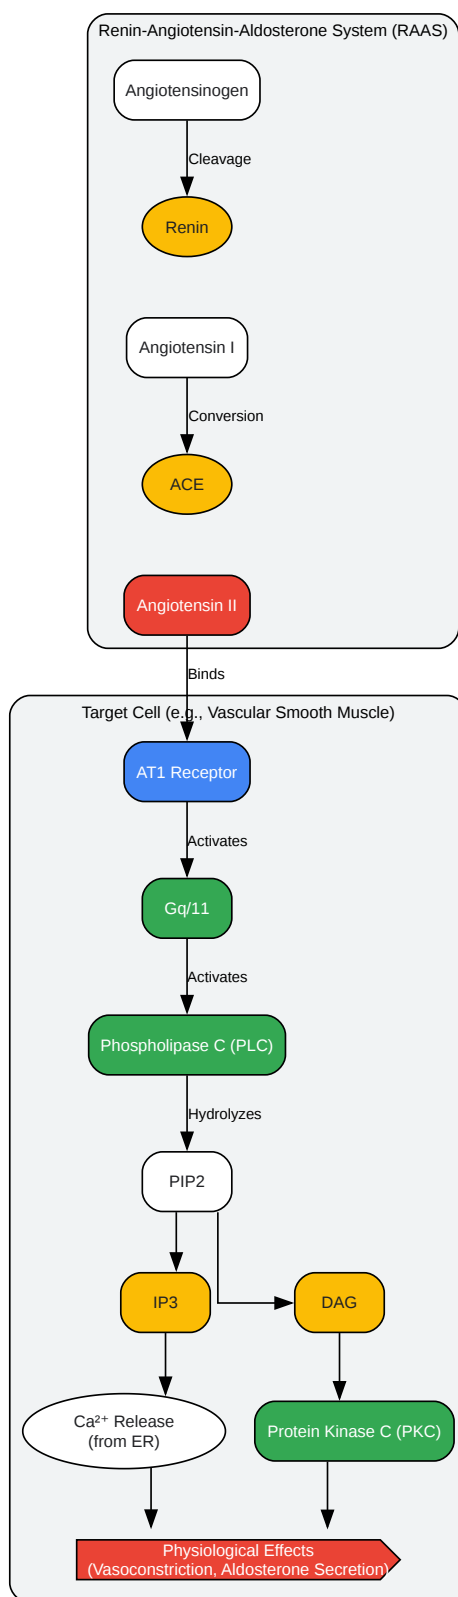 Renin-Angiotensin-Aldosterone System (RAAS)
Angiotensinogen
Cleavage
Renin
Angiotensin I
Conversion
ACE
Angiotensin II
Binds
Target Cell (e.g., Vascular Smooth Muscle)
AT1 Receptor
Activates
Gq/11
Activates
Phospholipase C (PLC)
Hydrolyzes
PIP2
IP3
DAG
Ca²⁺ Release
(from ER)
Protein Kinase C (PKC)
Physiological Effects
(Vasoconstriction, Aldosterone Secretion)